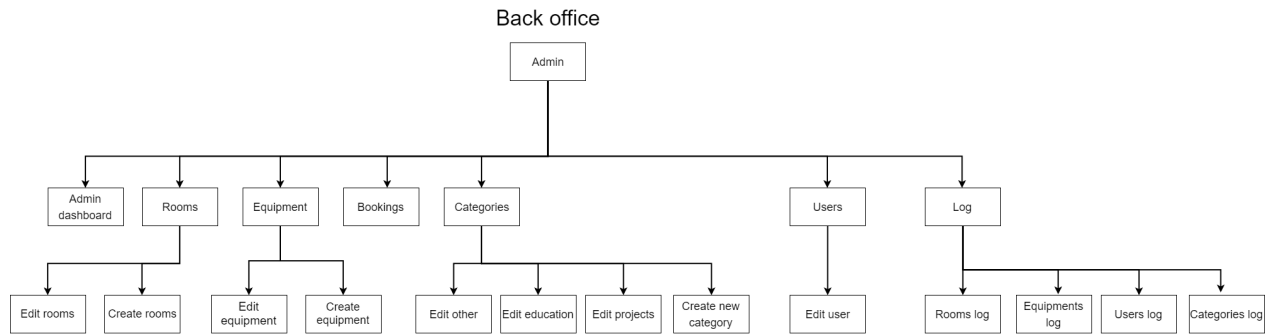 Back office
Admin
Admin
dashboard
Rooms
Equipment
Bookings
Categories
Users
Log
Edit rooms
Create rooms
Edit
equipment
Create
equipment
Edit other
Edit education
Edit projects
Create new
category
Edit user
Rooms log
Equipments
log
Users log
Categories log